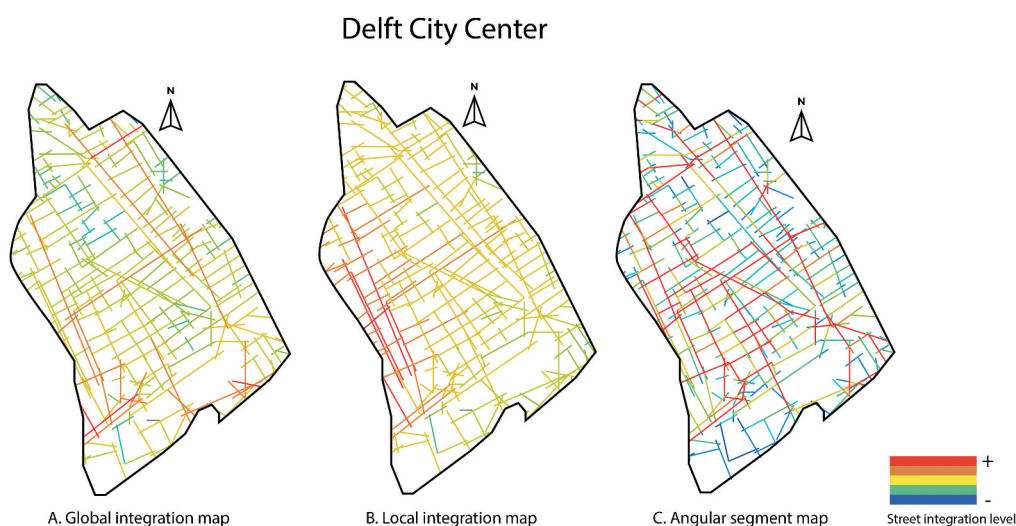 Delft City Center
N
N
N
+
-
A. Global integration map
B. Local integration map
C. Angular segment map
Street integration level